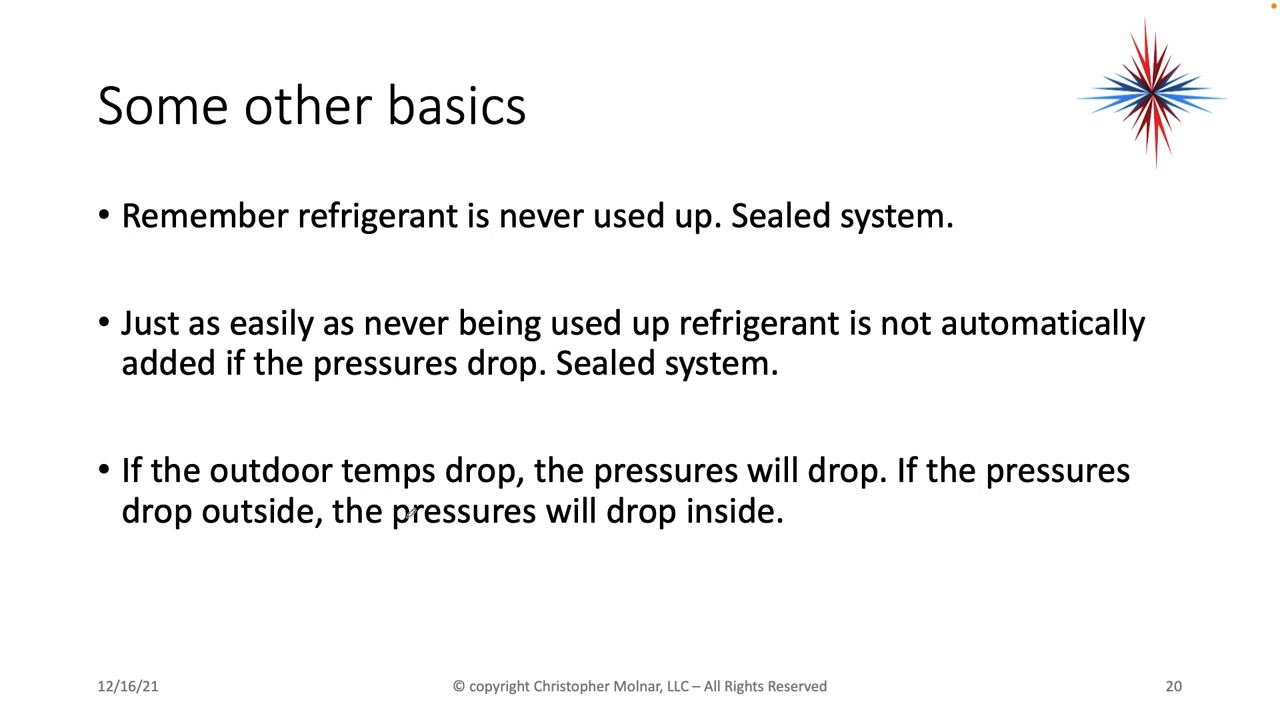 Some other basics
• Remember refrigerant is never used up. Sealed system.
• Just as easily as never being used up refrigerant is not automatically
added if the pressures drop. Sealed system.
• If the outdoor temps drop, the pressures will drop. If the pressures
drop outside, the pressures will drop inside.
12/16/21 © copyright Christopher Molnar, LLC – All Rights Reserved 20